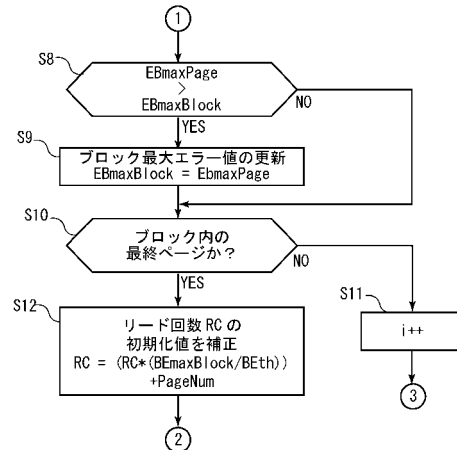 1
S8
EBmaxPage
>
EBmaxBlock
NO
YES
S9
ブロック最大エラー値の更新
EBmaxBlock = EbmaxPage
S10
ブロック内の
最終ページか?
NO
YES
S11
i++
S12
リード回数 RC の
初期化値を補正
RC = (RC*(BEmaxBlock/BEth))
+PageNum
3
2